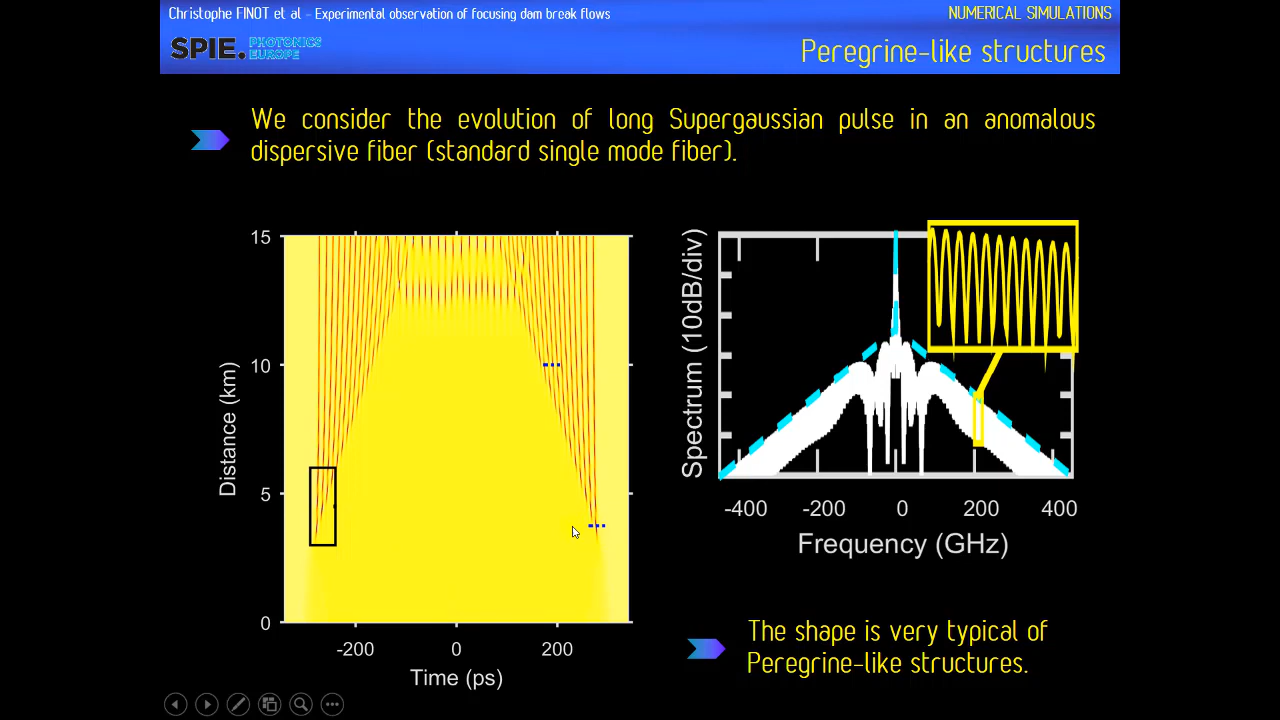 Christophe FINOT et al – Experimental observation of focusing dam break flows
NUMERICAL SIMULATIONS
SPIE. PHOTONICS
EUROPE
Peregrine-like structures
We consider the evolution of long Supergaussian pulse in an anomalous
dispersive fiber (standard single mode fiber).
15
10
5
0
Distance (km)
-200 0 200
Time (ps)
Spectrum (10dB/div)
-400 -200 0 200 400
Frequency (GHz)
The shape is very typical of
Peregrine-like structures.